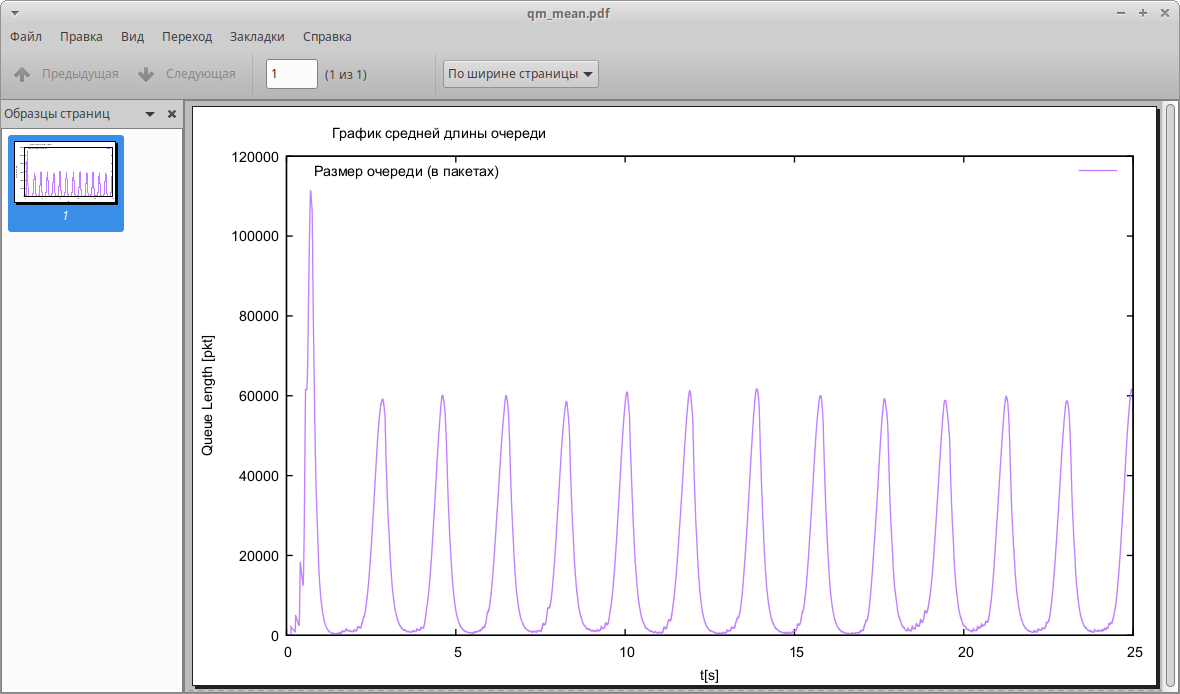 qm_mean.pdf
Файл Правка Вид Переход Закладки Справка
Предыдущая Следующая 1 (1 из 1) По ширине страницы
Образцы страниц
1
График средней длины очереди
Размер очереди (в пакетах)
120000
100000
80000
60000
40000
20000
0
Queue Length [pkt]
0 5 10 15 20 25
t[s]